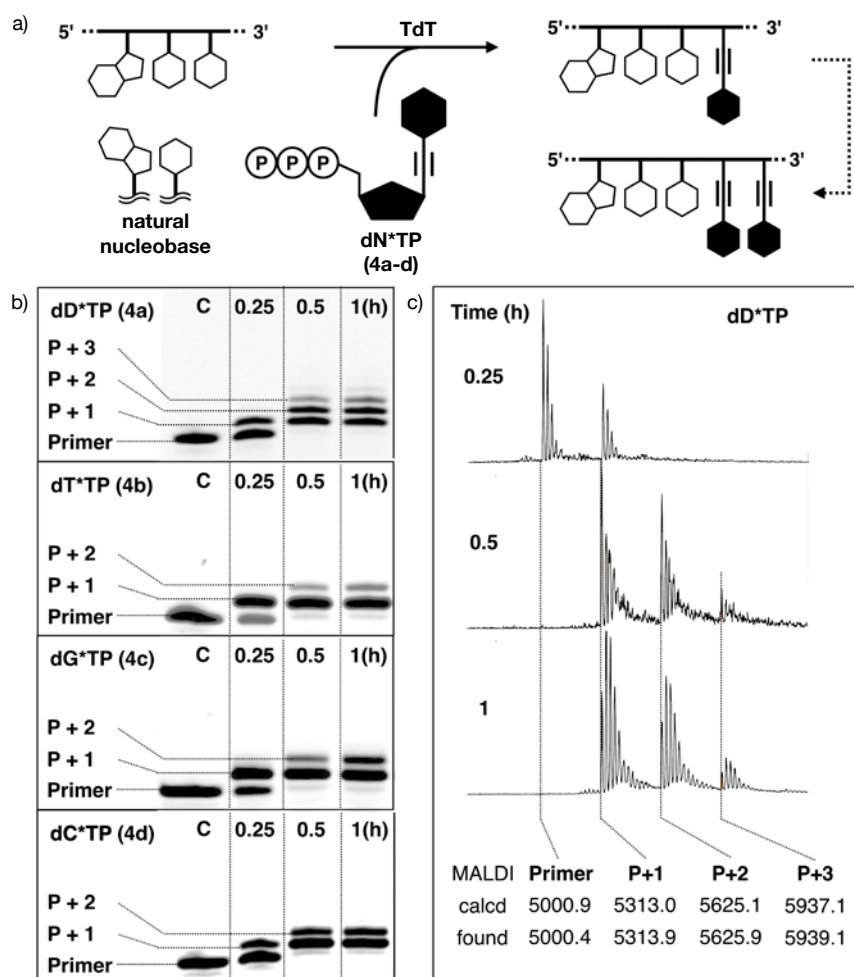 a)
5' 3' TdT 5' 3'
P P P
5' 3'
natural
nucleobase
dN*TP
(4a-d)
b)
dD*TP (4a) C 0.25 0.5 1(h)
P + 3
P + 2
P + 1
Primer
dT*TP (4b) C 0.25 0.5 1(h)
P + 2
P + 1
Primer
dG*TP (4c) C 0.25 0.5 1(h)
P + 2
P + 1
Primer
dC*TP (4d) C 0.25 0.5 1(h)
P + 2
P + 1
Primer
c)
Time (h) dD*TP
0.25
0.5
1
MALDI Primer P+1 P+2 P+3
calcd 5000.9 5313.0 5625.1 5937.1
found 5000.4 5313.9 5625.9 5939.1